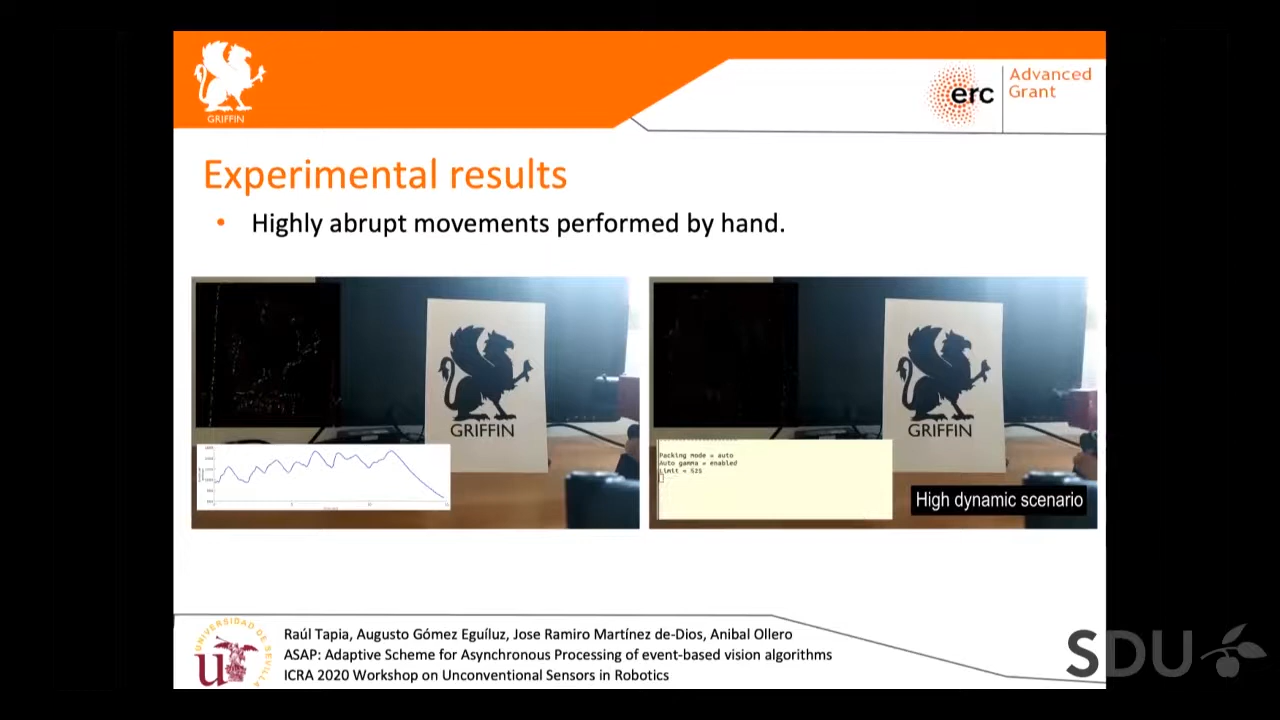 GRIFFIN
erc
Advanced
Grant
Experimental results
• Highly abrupt movements performed by hand.
GRIFFIN
GRIFFIN
Packing mode = auto
Auto gamma = enabled
Limit = 525
High dynamic scenario
UNIVERSIDAD DE SEVILLA
Raúl Tapia, Augusto Gómez Eguíluz, Jose Ramiro Martínez de-Dios, Anibal Ollero
ASAP: Adaptive Scheme for Asynchronous Processing of event-based vision algorithms
ICRA 2020 Workshop on Unconventional Sensors in Robotics
SDU